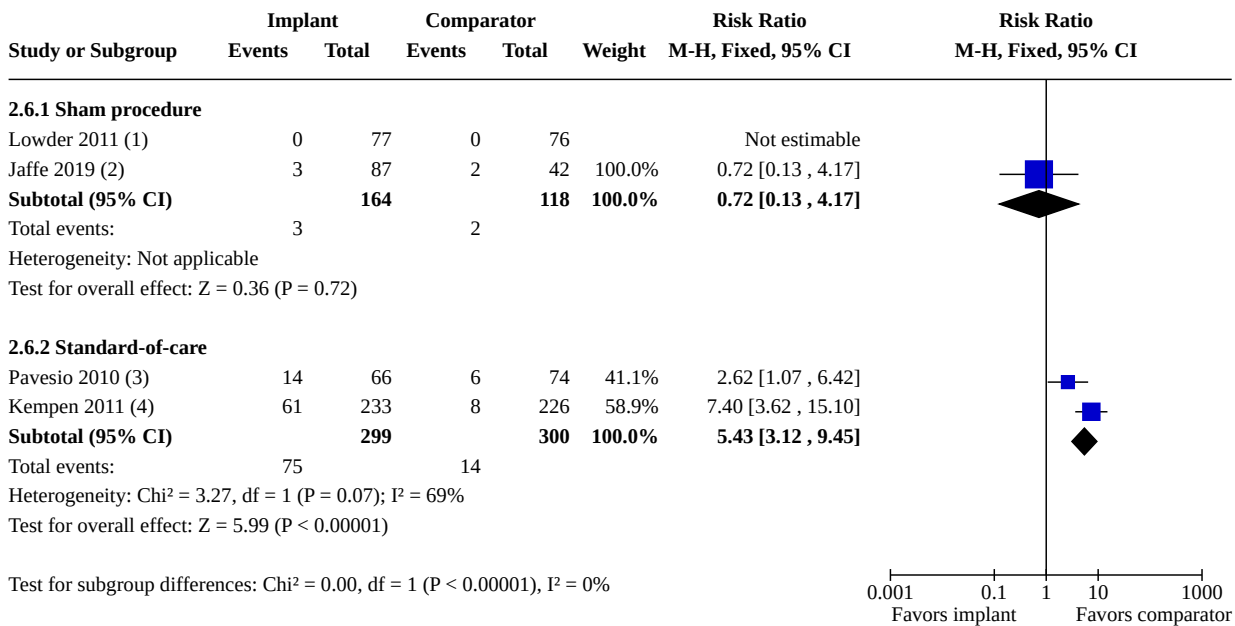 Implant Comparator Risk Ratio Risk Ratio
Study or Subgroup Events Total Events Total Weight M-H, Fixed, 95% CI M-H, Fixed, 95% CI
2.6.1 Sham procedure
Lowder 2011 (1) 0 77 0 76 Not estimable
Jaffe 2019 (2) 3 87 2 42 100.0% 0.72 [0.13 , 4.17]
Subtotal (95% CI) 164 118 100.0% 0.72 [0.13 , 4.17]
Total events: 3 2
Heterogeneity: Not applicable
Test for overall effect: Z = 0.36 (P = 0.72)
2.6.2 Standard-of-care
Pavesio 2010 (3) 14 66 6 74 41.1% 2.62 [1.07 , 6.42]
Kempen 2011 (4) 61 233 8 226 58.9% 7.40 [3.62 , 15.10]
Subtotal (95% CI) 299 300 100.0% 5.43 [3.12 , 9.45]
Total events: 75 14
Heterogeneity: Chi² = 3.27, df = 1 (P = 0.07); I² = 69%
Test for overall effect: Z = 5.99 (P < 0.00001)
Test for subgroup differences: Chi² = 0.00, df = 1 (P < 0.00001), I² = 0%
0.001 0.1 1 10 1000
Favors implant Favors comparator